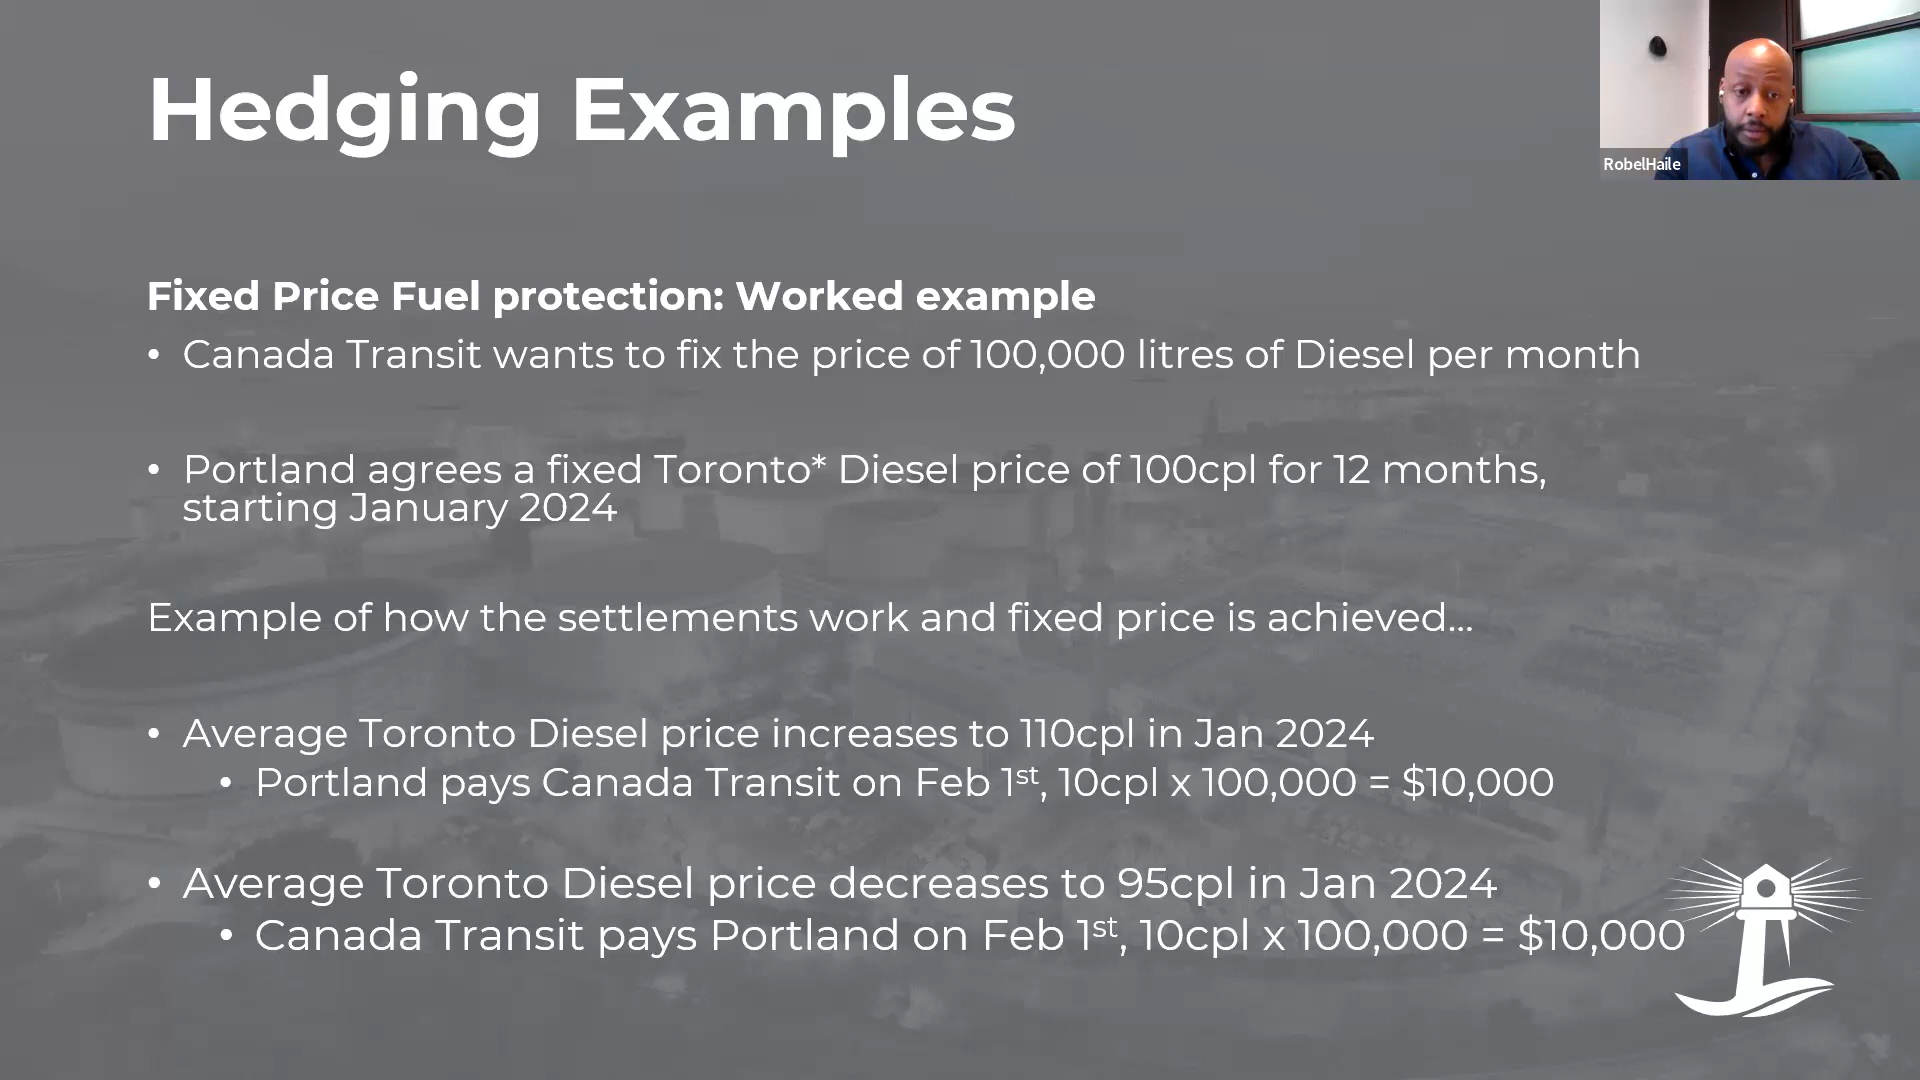 Hedging Examples
RobelHaile
Fixed Price Fuel protection: Worked example
• Canada Transit wants to fix the price of 100,000 litres of Diesel per month
• Portland agrees a fixed Toronto* Diesel price of 100cpl for 12 months,
starting January 2024
Example of how the settlements work and fixed price is achieved...
• Average Toronto Diesel price increases to 110cpl in Jan 2024
• Portland pays Canada Transit on Feb 1st, 10cpl x 100,000 = $10,000
• Average Toronto Diesel price decreases to 95cpl in Jan 2024
• Canada Transit pays Portland on Feb 1st, 10cpl x 100,000 = $10,000